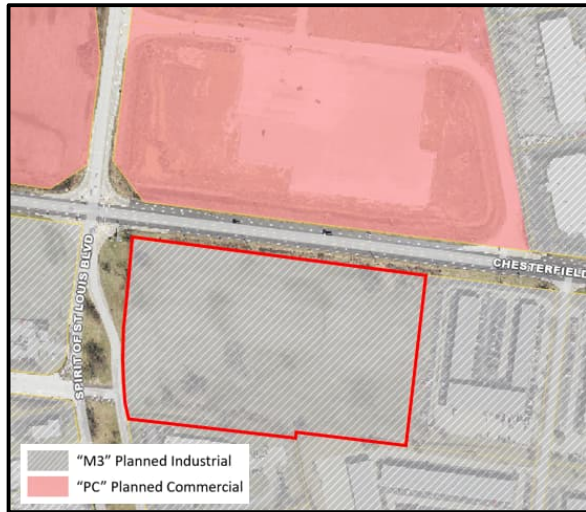 CHESTERFIELD
SPIRIT OF ST LOUIS BLVD
"M3" Planned Industrial
"PC" Planned Commercial